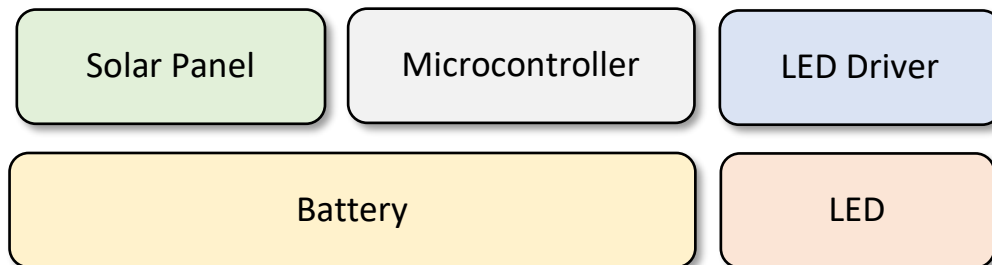 Solar Panel
Microcontroller
LED Driver
Battery
LED